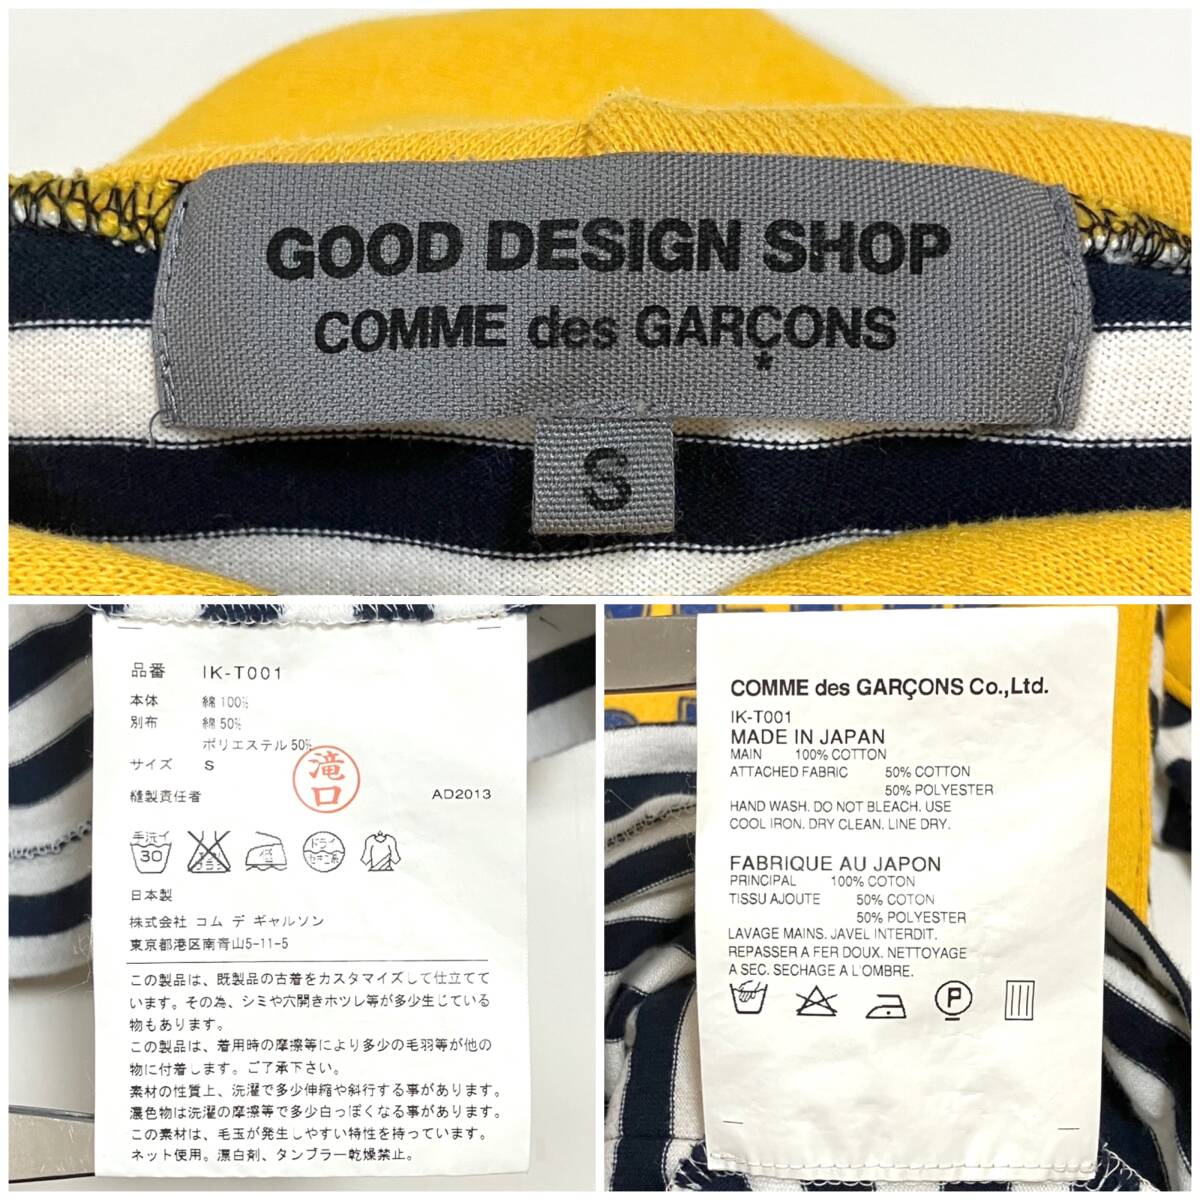 GOOD DESIGN SHOP
COMME des GARÇONS
*
S
品番 IK-T001
本体 綿 100%
別布 綿 50%
ポリエステル 50%
サイズ S
滝口
縫製責任者 AD2013
手洗イ
30
ドライ
セキユ系
日本製
株式会社 コム デ ギャルソン
東京都港区南青山5-11-5
この製品は、既製品の古着をカスタマイズして仕立てて
います。その為、シミや穴開きホツレ等が多少生じている
物もあります。
この製品は、着用時の摩擦等により多少の毛羽等が他の
物に付着します。ご了承下さい。
素材の性質上、洗濯で多少伸縮や斜行する事があります。
濃色物は洗濯の摩擦等で多少白っぽくなる事があります。
この素材は、毛玉が発生しやすい特性を持っています。
ネット使用。漂白剤、タンブラー乾燥禁止。
COMME des GARÇONS Co.,Ltd.
IK-T001
MADE IN JAPAN
MAIN 100% COTTON
ATTACHED FABRIC 50% COTTON
50% POLYESTER
HAND WASH. DO NOT BLEACH. USE
COOL IRON. DRY CLEAN. LINE DRY.
FABRIQUE AU JAPON
PRINCIPAL 100% COTON
TISSU AJOUTE 50% COTON
50% POLYESTER
LAVAGE MAINS. JAVEL INTERDIT.
REPASSER A FER DOUX. NETTOYAGE
A SEC. SECHAGE A L'OMBRE.
P